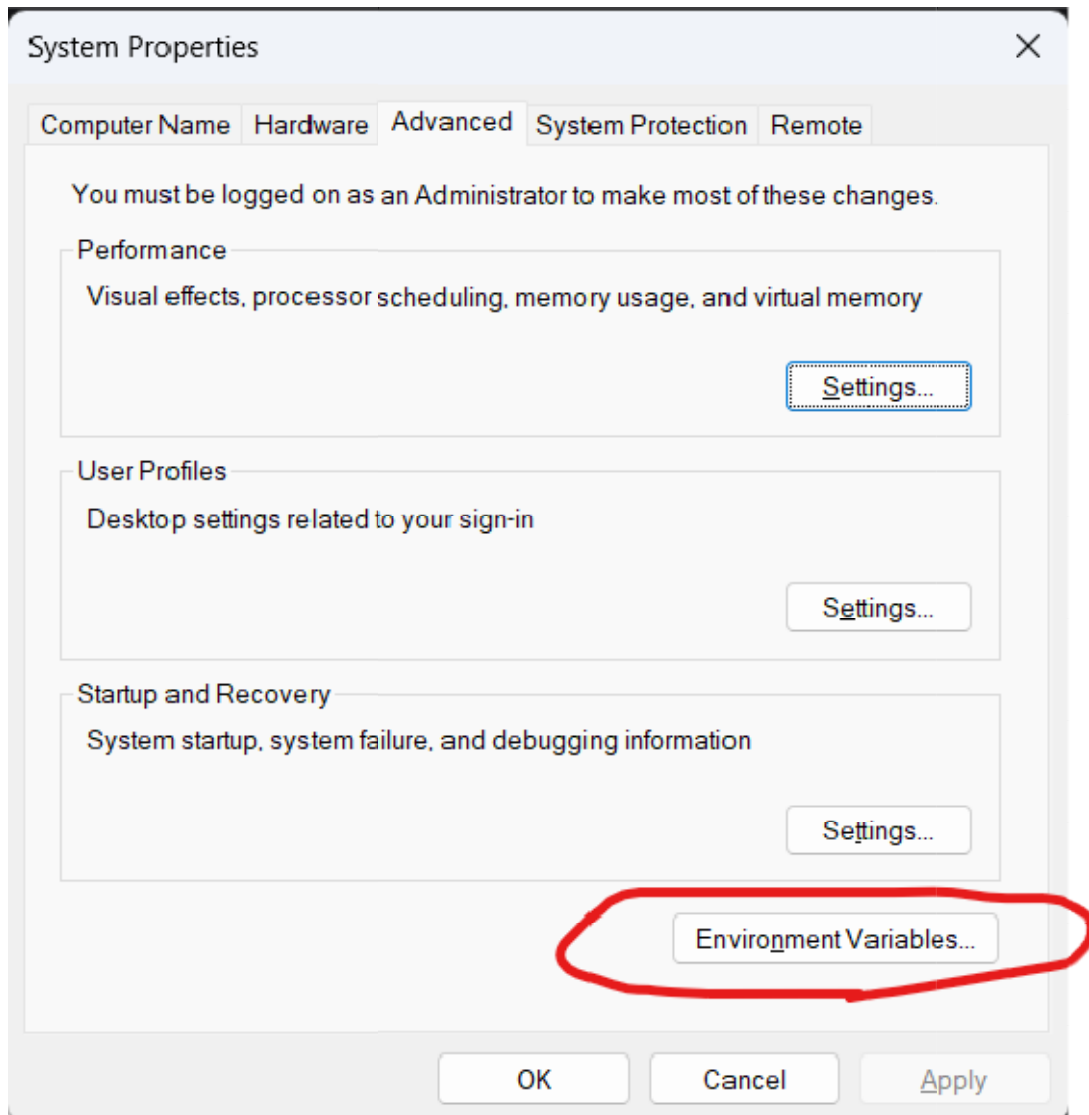 System Properties
Computer Name Hardware Advanced System Protection Remote
You must be logged on as an Administrator to make most of these changes.
Performance
Visual effects, processor scheduling, memory usage, and virtual memory
Settings...
User Profiles
Desktop settings related to your sign-in
Settings...
Startup and Recovery
System startup, system failure, and debugging information
Settings...
Environment Variables...
OK Cancel Apply